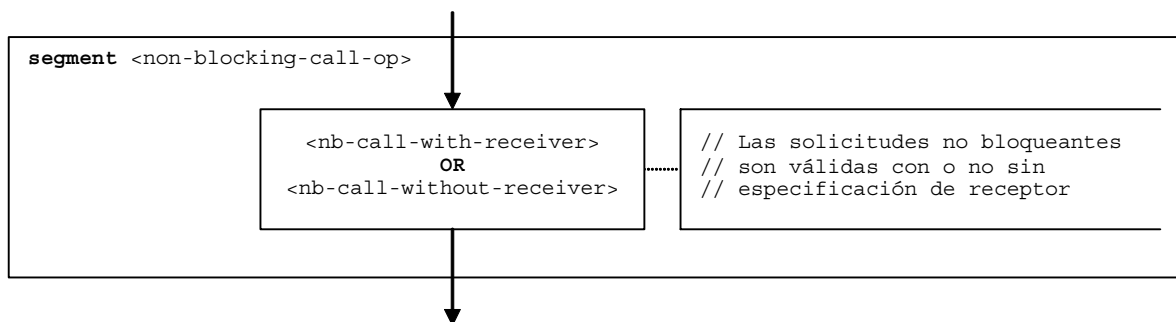 segment <non-blocking-call-op>
<nb-call-with-receiver>
OR
<nb-call-without-receiver>
// Las solicitudes no bloqueantes
// son válidas con o no sin
// especificación de receptor